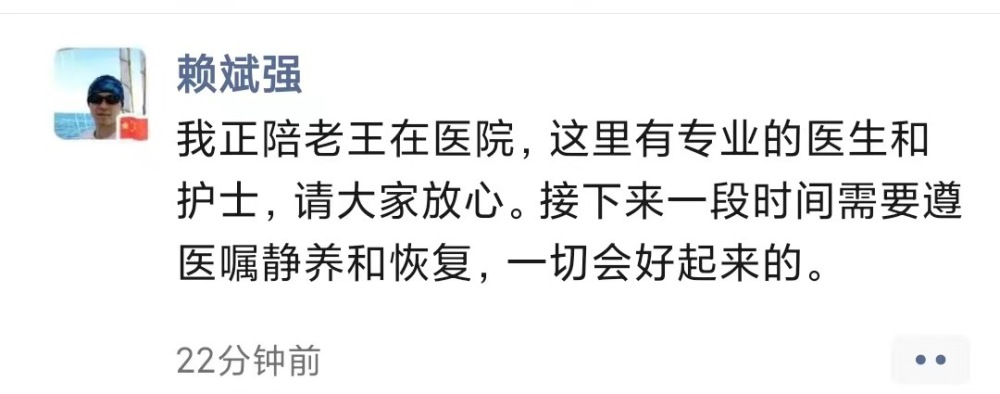 赖斌强
我正陪老王在医院，这里有专业的医生和
护士，请大家放心。接下来一段时间需要遵
医嘱静养和恢复，一切会好起来的。
22分钟前